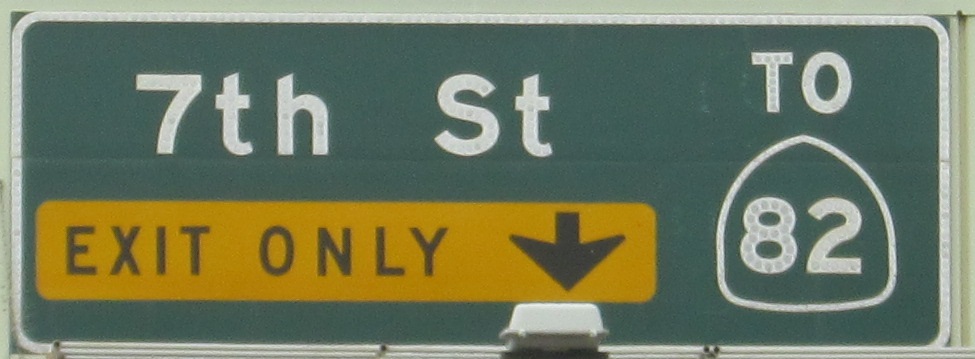 7th St
EXIT ONLY
TO
82